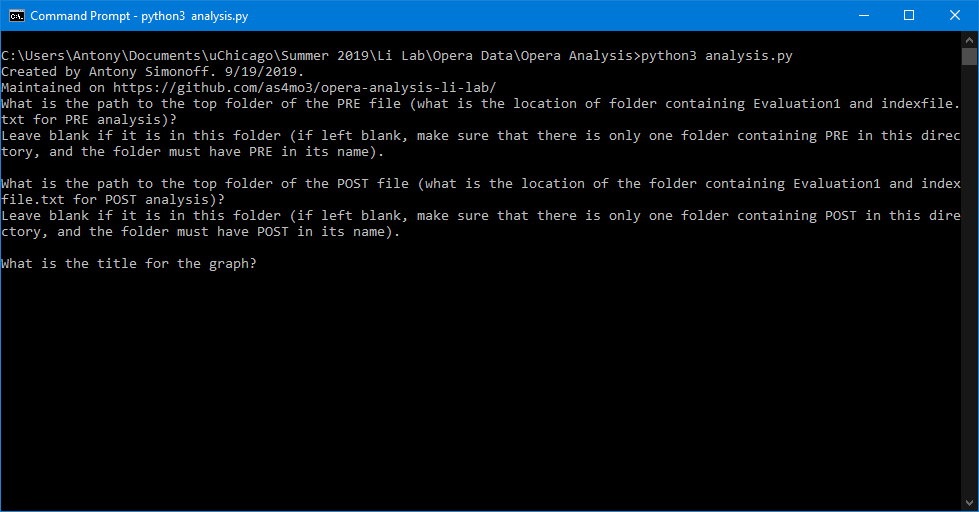 Command Prompt - python3  analysis.py
C:\Users\Antony\Documents\uChicago\Summer 2019\Li Lab\Opera Data\Opera Analysis>python3 analysis.py
Created by Antony Simonoff. 9/19/2019.
Maintained on https://github.com/as4mo3/opera-analysis-li-lab/
What is the path to the top folder of the PRE file (what is the location of folder containing Evaluation1 and indexfile.
txt for PRE analysis)?
Leave blank if it is in this folder (if left blank, make sure that there is only one folder containing PRE in this direc
tory, and the folder must have PRE in its name).
What is the path to the top folder of the POST file (what is the location of the folder containing Evaluation1 and index
file.txt for POST analysis)?
Leave blank if it is in this folder (if left blank, make sure that there is only one folder containing POST in this dire
ctory, and the folder must have POST in its name).
What is the title for the graph?